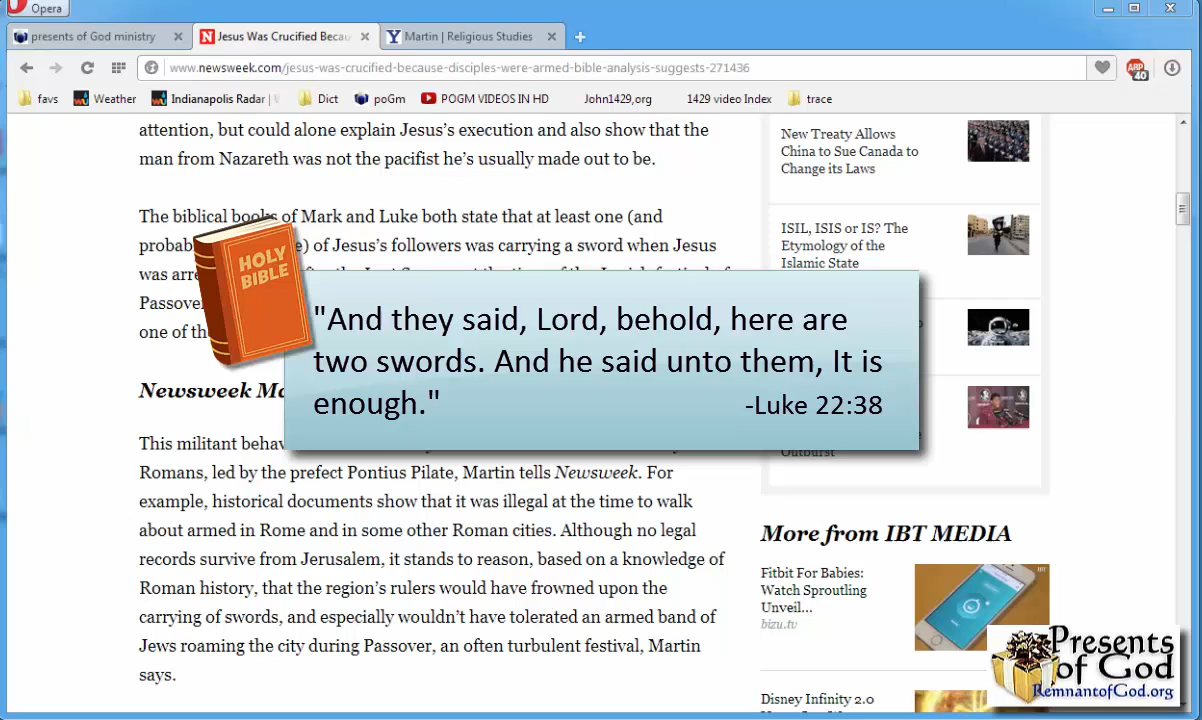 Opera
presents of God ministry
Jesus Was Crucified Becau
Martin | Religious Studies
www.newsweek.com/jesus-was-crucified-because-disciples-were-armed-bible-analysis-suggests-271436
ABP
40
favs
Weather
Indianapolis Radar |
Dict
poGm
POGM VIDEOS IN HD
John1429,org
1429 video Index
trace
attention, but could alone explain Jesus's execution and also show that the
man from Nazareth was not the pacifist he's usually made out to be.
The biblical books of Mark and Luke both state that at least one (and
probab e) of Jesus's followers was carrying a sword when Jesus
was arre
Passover
one of th
HOLY
BIBLE
"And they said, Lord, behold, here are
two swords. And he said unto them, It is
enough."
-Luke 22:38
Newsweek Ma
This militant behav
Romans, led by the prefect Pontius Pilate, Martin tells Newsweek. For
example, historical documents show that it was illegal at the time to walk
about armed in Rome and in some other Roman cities. Although no legal
records survive from Jerusalem, it stands to reason, based on a knowledge of
Roman history, that the region's rulers would have frowned upon the
carrying of swords, and especially wouldn't have tolerated an armed band of
Jews roaming the city during Passover, an often turbulent festival, Martin
says.
New Treaty Allows
China to Sue Canada to
Change its Laws
ISIL, ISIS or IS? The
Etymology of the
Islamic State
Outburst
More from IBT MEDIA
Fitbit For Babies:
Watch Sproutling
Unveil...
bizu.tv
Disney Infinity 2.0
Presents
of God
RemnantofGod.org